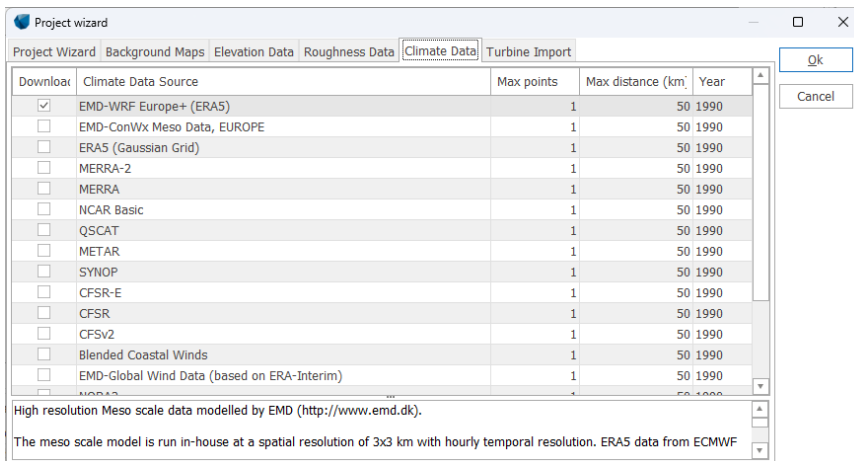 Project wizard
Project Wizard Background Maps Elevation Data Roughness Data Climate Data Turbine Import
Ok
Cancel
Downloac Climate Data Source Max points Max distance (km) Year
EMD-WRF Europe+ (ERA5) 1 50 1990
EMD-ConWx Meso Data, EUROPE 1 50 1990
ERA5 (Gaussian Grid) 1 50 1990
MERRA-2 1 50 1990
MERRA 1 50 1990
NCAR Basic 1 50 1990
QSCAT 1 50 1990
METAR 1 50 1990
SYNOP 1 50 1990
CFSR-E 1 50 1990
CFSR 1 50 1990
CFSv2 1 50 1990
Blended Coastal Winds 1 50 1990
EMD-Global Wind Data (based on ERA-Interim) 1 50 1990
High resolution Meso scale data modelled by EMD (http://www.emd.dk).
The meso scale model is run in-house at a spatial resolution of 3x3 km with hourly temporal resolution. ERA5 data from ECMWF